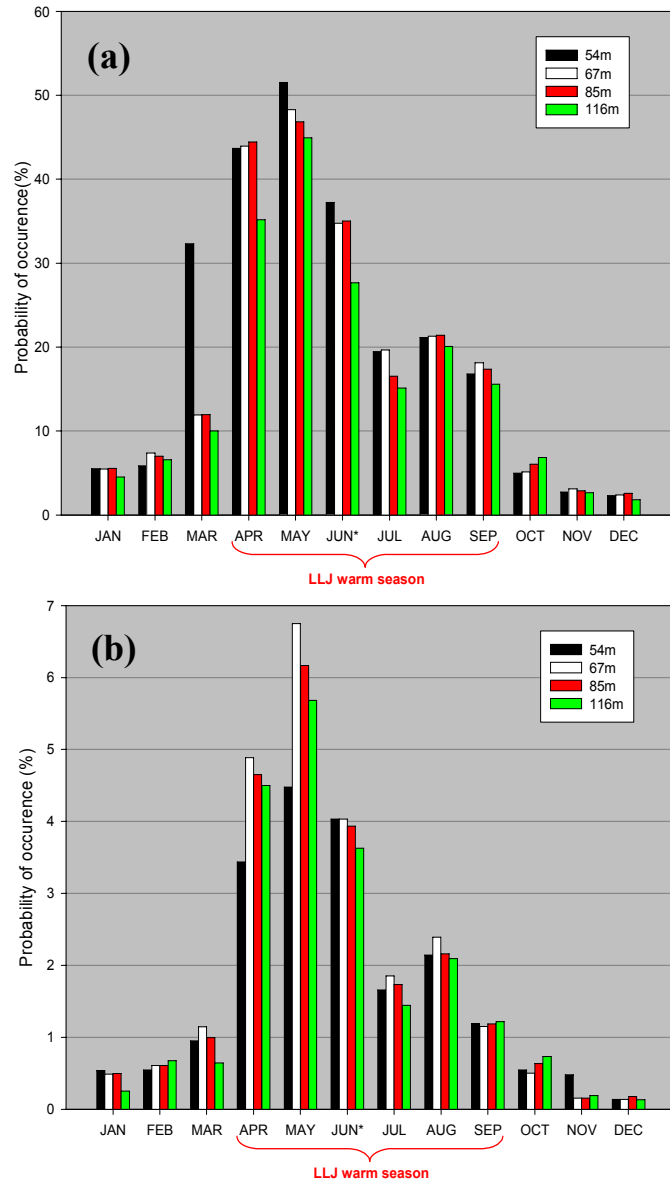 (a)
54m
67m
85m
116m
Probability of occurence(%)
60
50
40
30
20
10
0
JAN FEB MAR APR MAY JUN* JUL AUG SEP OCT NOV DEC
LLJ warm season
(b)
54m
67m
85m
116m
Probability of occurence (%)
7
6
5
4
3
2
1
0
JAN FEB MAR APR MAY JUN* JUL AUG SEP OCT NOV DEC
LLJ warm season